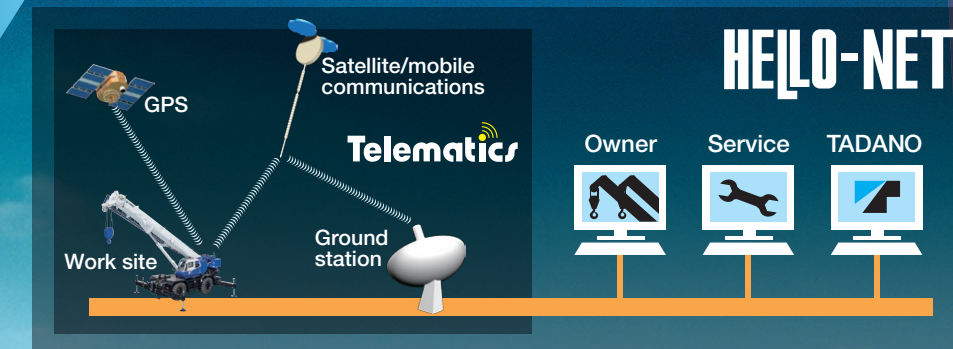 HELLO-NET
Satellite/mobile
communications
GPS
Telematics
Owner
Service
TADANO
Work site
Ground
station